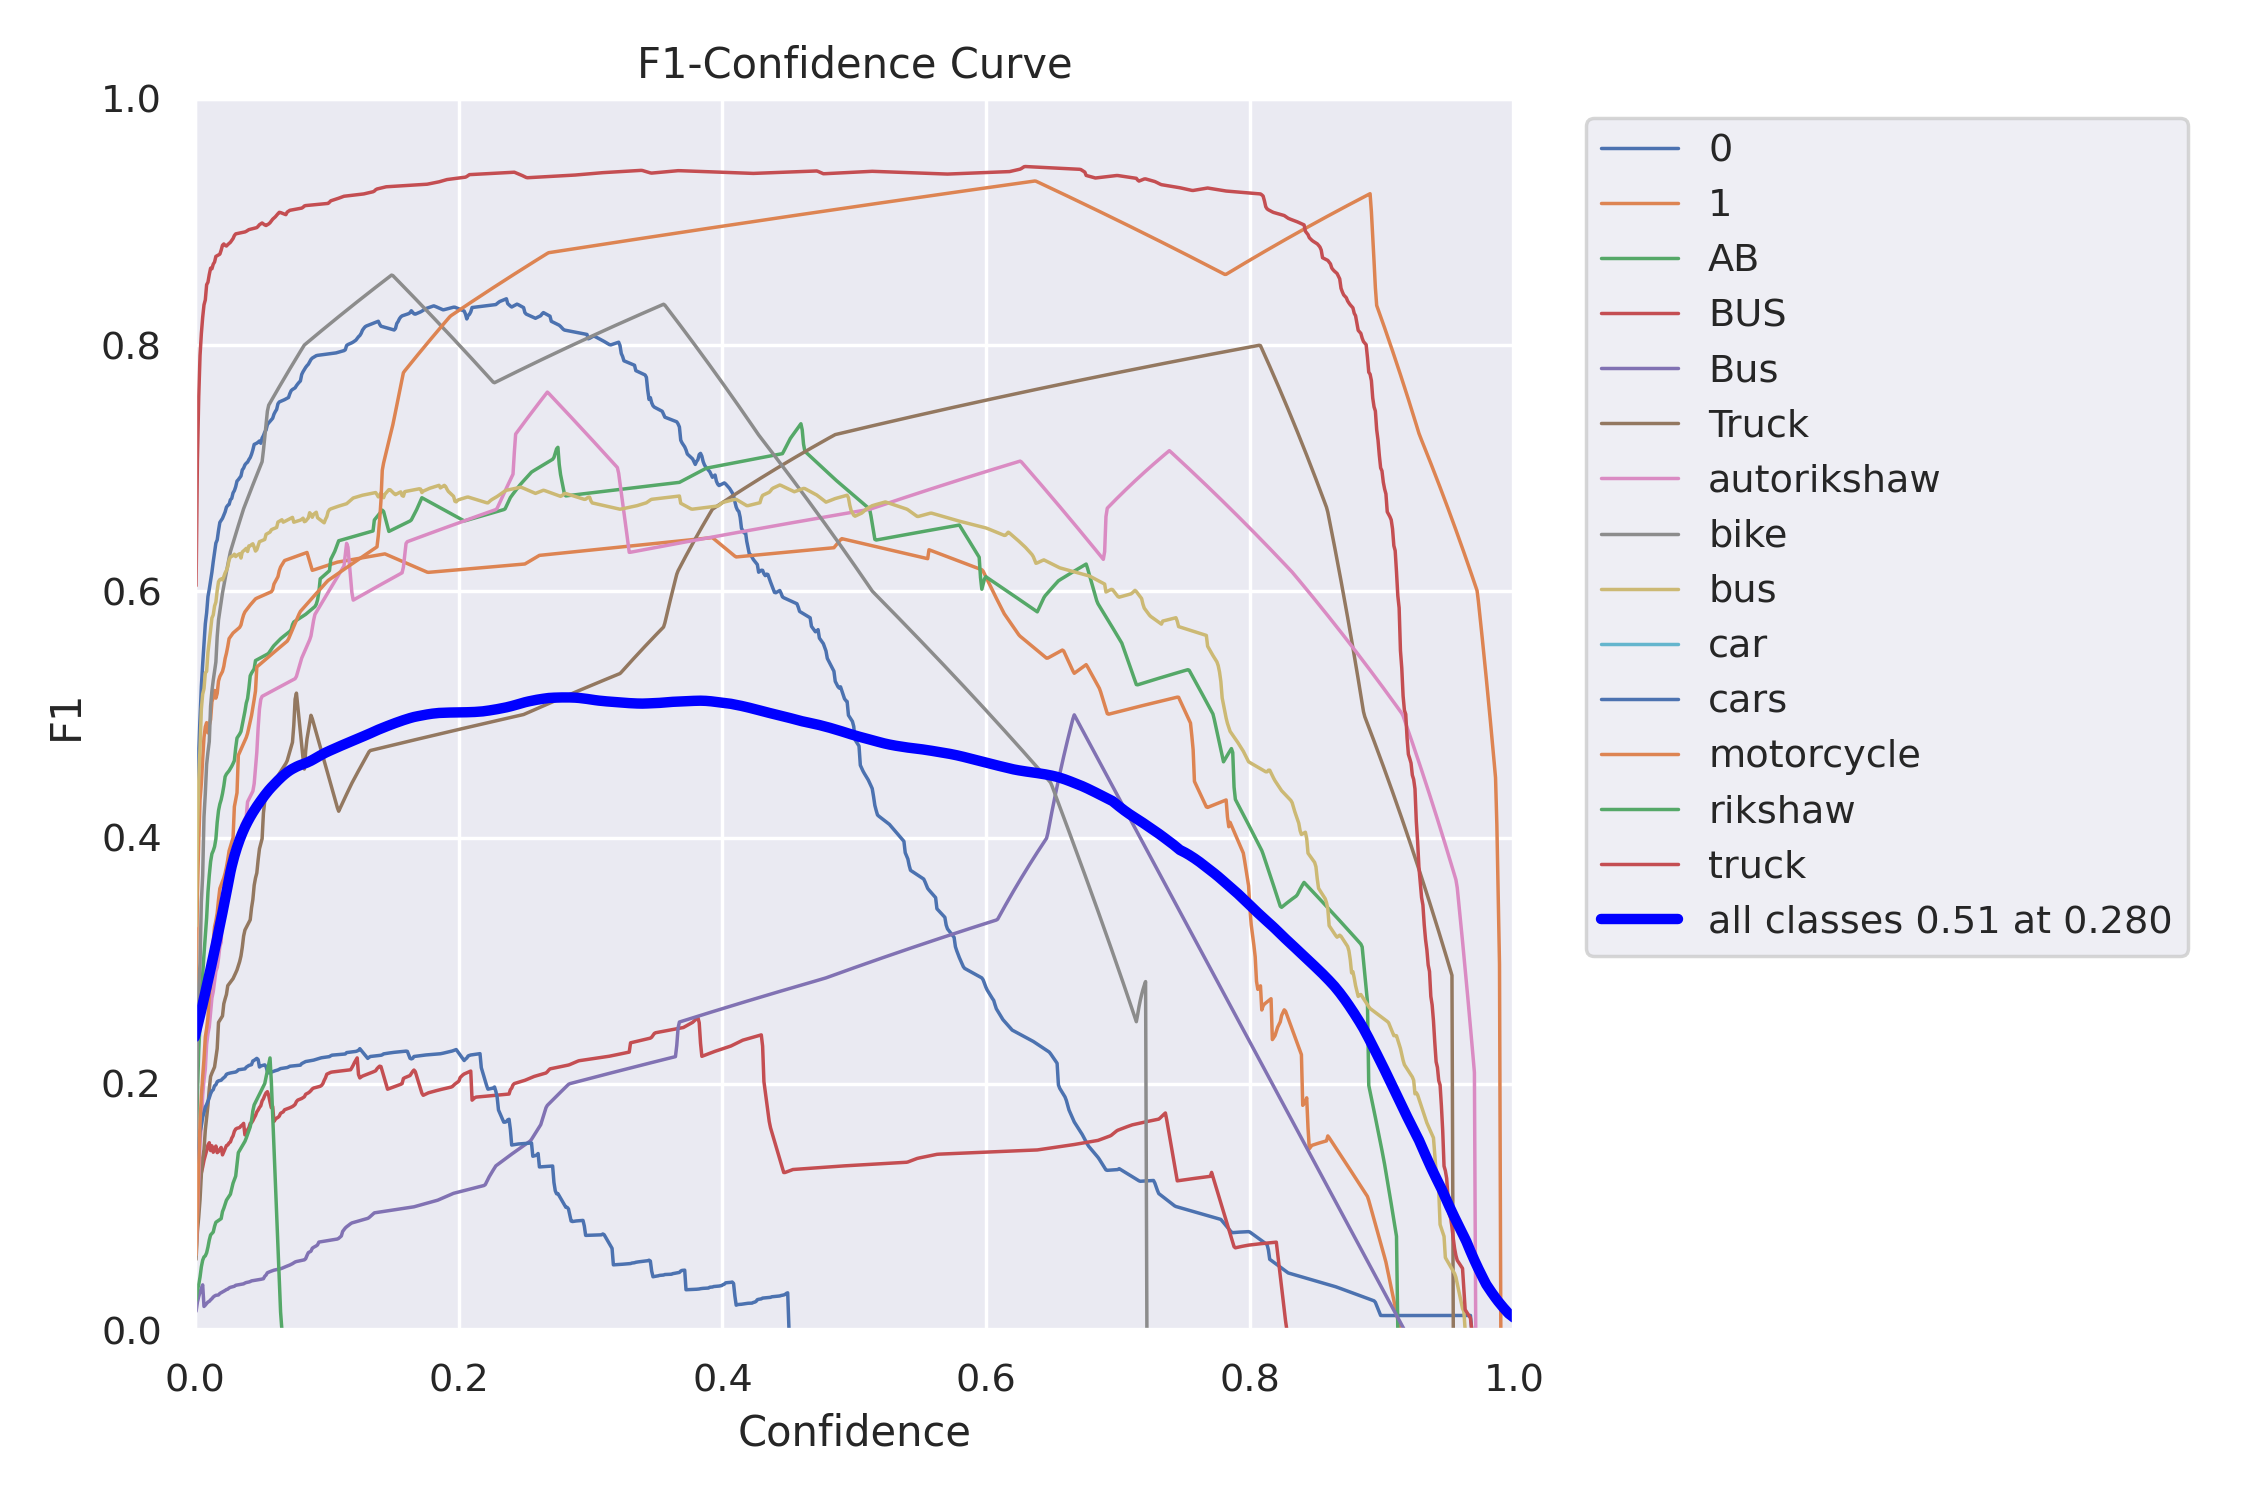 F1-Confidence Curve
1.0
0.8
0.6
0.4
0.2
0.0
F1
0.0 0.2 0.4 0.6 0.8 1.0
Confidence
0
1
AB
BUS
Bus
Truck
autorikshaw
bike
bus
car
cars
motorcycle
rikshaw
truck
all classes 0.51 at 0.280